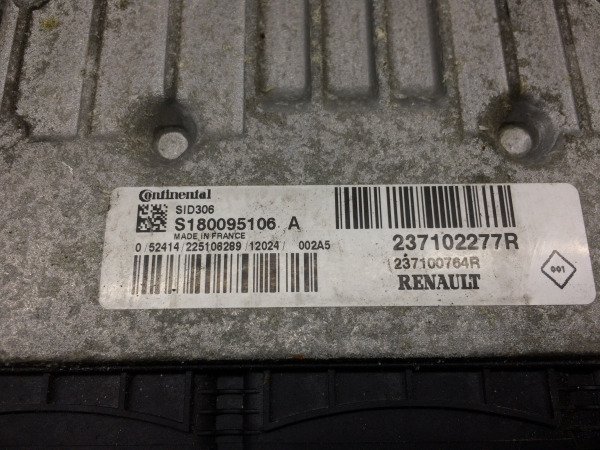 Continental
SID306
S180095106 A
MADE IN FRANCE
0 / 52414 / 225106289 / 12024 / 002A5
237102277R
237100764R
RENAULT
001